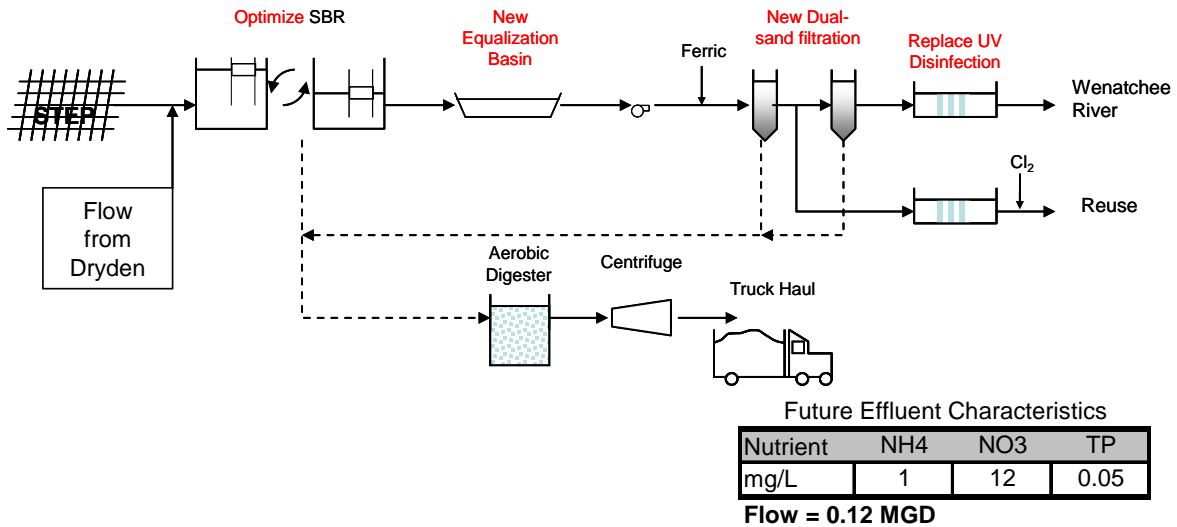 Optimize SBR
New
Equalization
Basin
New Dual-
sand filtration
Replace UV
Disinfection
Ferric
STEP
Wenatchee
River
Cl₂
Reuse
Flow
from
Dryden
Aerobic
Digester
Centrifuge
Truck Haul
Future Effluent Characteristics
Nutrient NH4 NO3 TP
mg/L 1 12 0.05
Flow = 0.12 MGD